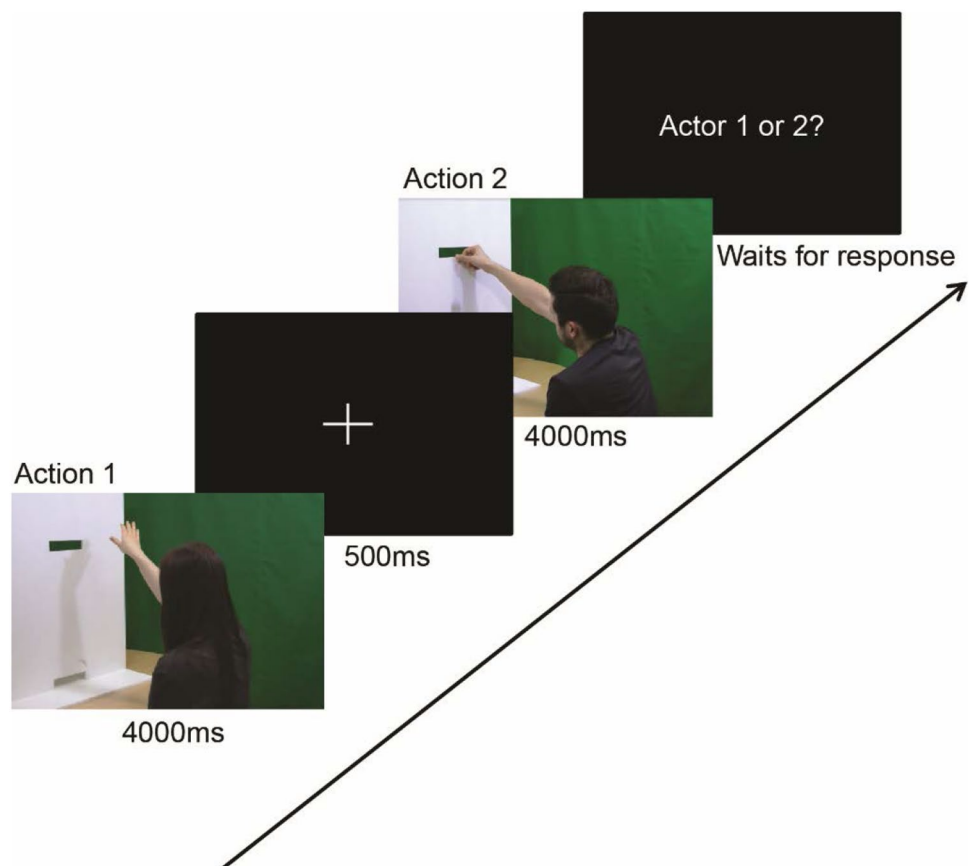 Actor 1 or 2?
Action 2
Waits for response
4000ms
Action 1
500ms
4000ms